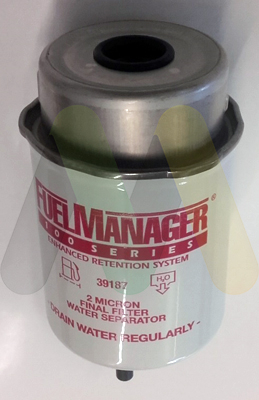 FUELMANAGER®
ENHANCED RETENTION SYSTEM
39187
H₂O
2 MICRON
FINAL FILTER
WATER SEPARATOR
- DRAIN WATER REGULARLY -